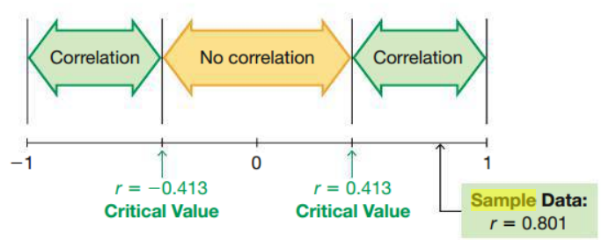 Correlation
No correlation
Correlation
−1
0
1
r = −0.413
Critical Value
r = 0.413
Critical Value
Sample Data:
r = 0.801